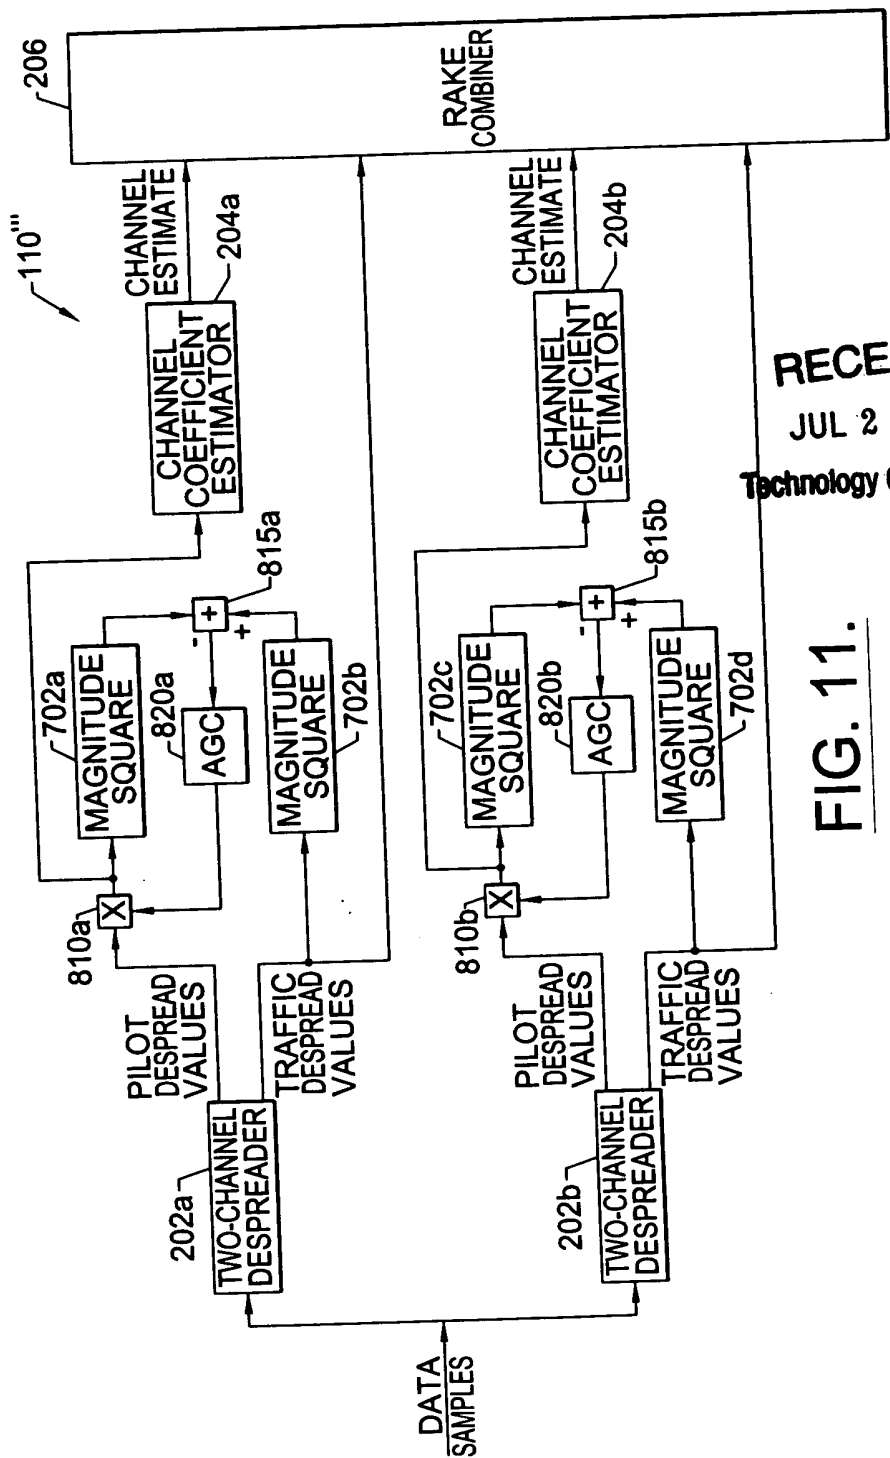 110'''
206
DATA
SAMPLES
202a
TWO-CHANNEL
DESPREADER
PILOT
DESPREAD
VALUES
TRAFFIC
DESPREAD
VALUES
810a
X
702a
MAGNITUDE
SQUARE
820a
AGC
-
+
+
815a
702b
MAGNITUDE
SQUARE
CHANNEL
COEFFICIENT
ESTIMATOR
204a
CHANNEL
ESTIMATE
RAKE
COMBINER
202b
TWO-CHANNEL
DESPREADER
PILOT
DESPREAD
VALUES
TRAFFIC
DESPREAD
VALUES
810b
X
702c
MAGNITUDE
SQUARE
820b
AGC
-
+
+
815b
702d
MAGNITUDE
SQUARE
CHANNEL
COEFFICIENT
ESTIMATOR
204b
CHANNEL
ESTIMATE
FIG. 11.
RECE
JUL 2
Technology